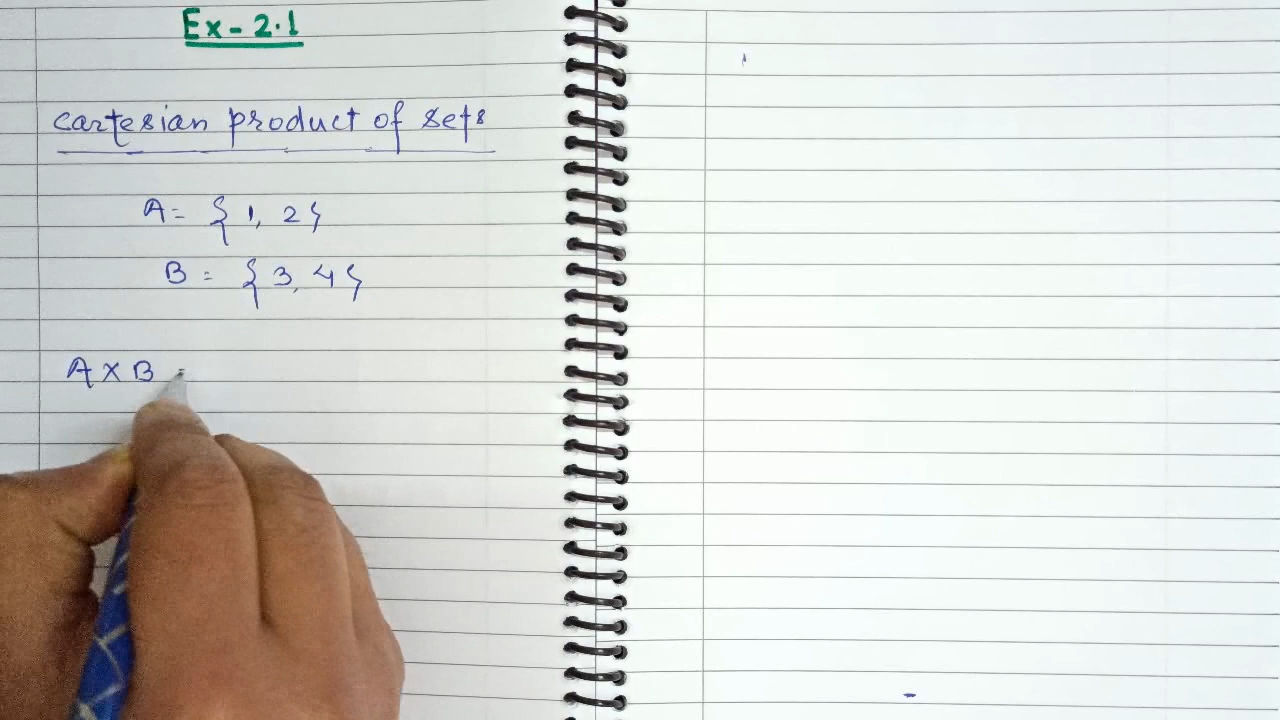 Ex - 2.1
Cartesian product of sets
A = { 1, 2 }
B = { 3, 4 }
A × B